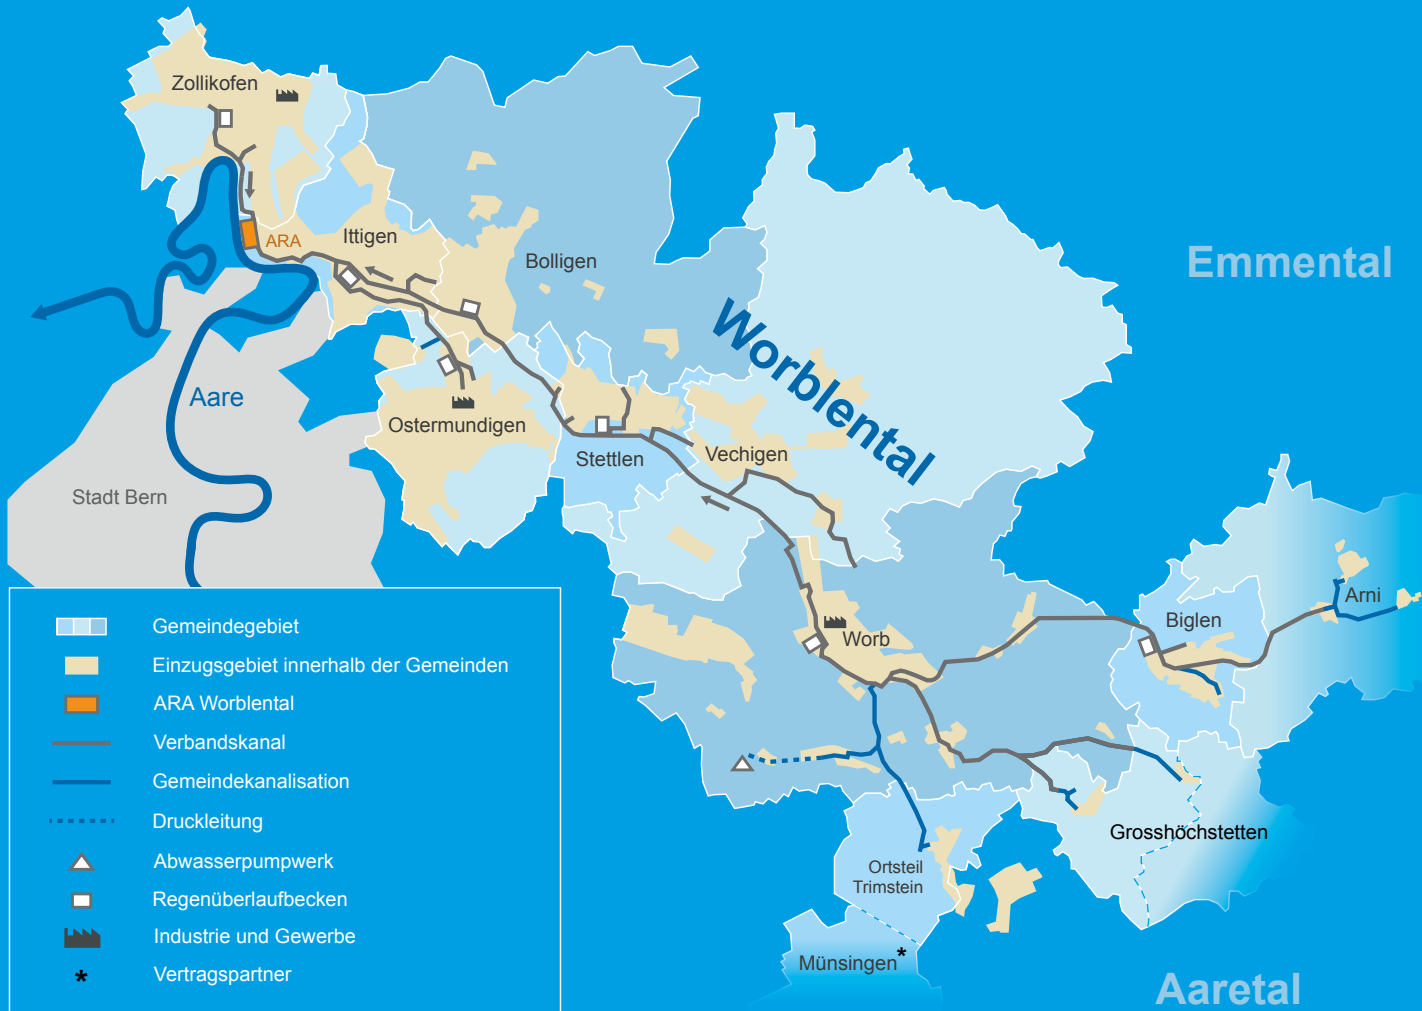 Zollikofen
ARA
Ittigen
Bolligen
Emmental
Worblental
Aare
Ostermundigen
Stettlen
Vechigen
Stadt Bern
Arni
Biglen
Worb
Grosshöchstetten
Ortsteil
Trimstein
Münsingen*
Aaretal
Gemeindegebiet
Einzugsgebiet innerhalb der Gemeinden
ARA Worblental
Verbandskanal
Gemeindekanalisation
Druckleitung
Abwasserpumpwerk
Regenüberlaufbecken
Industrie und Gewerbe
* Vertragspartner